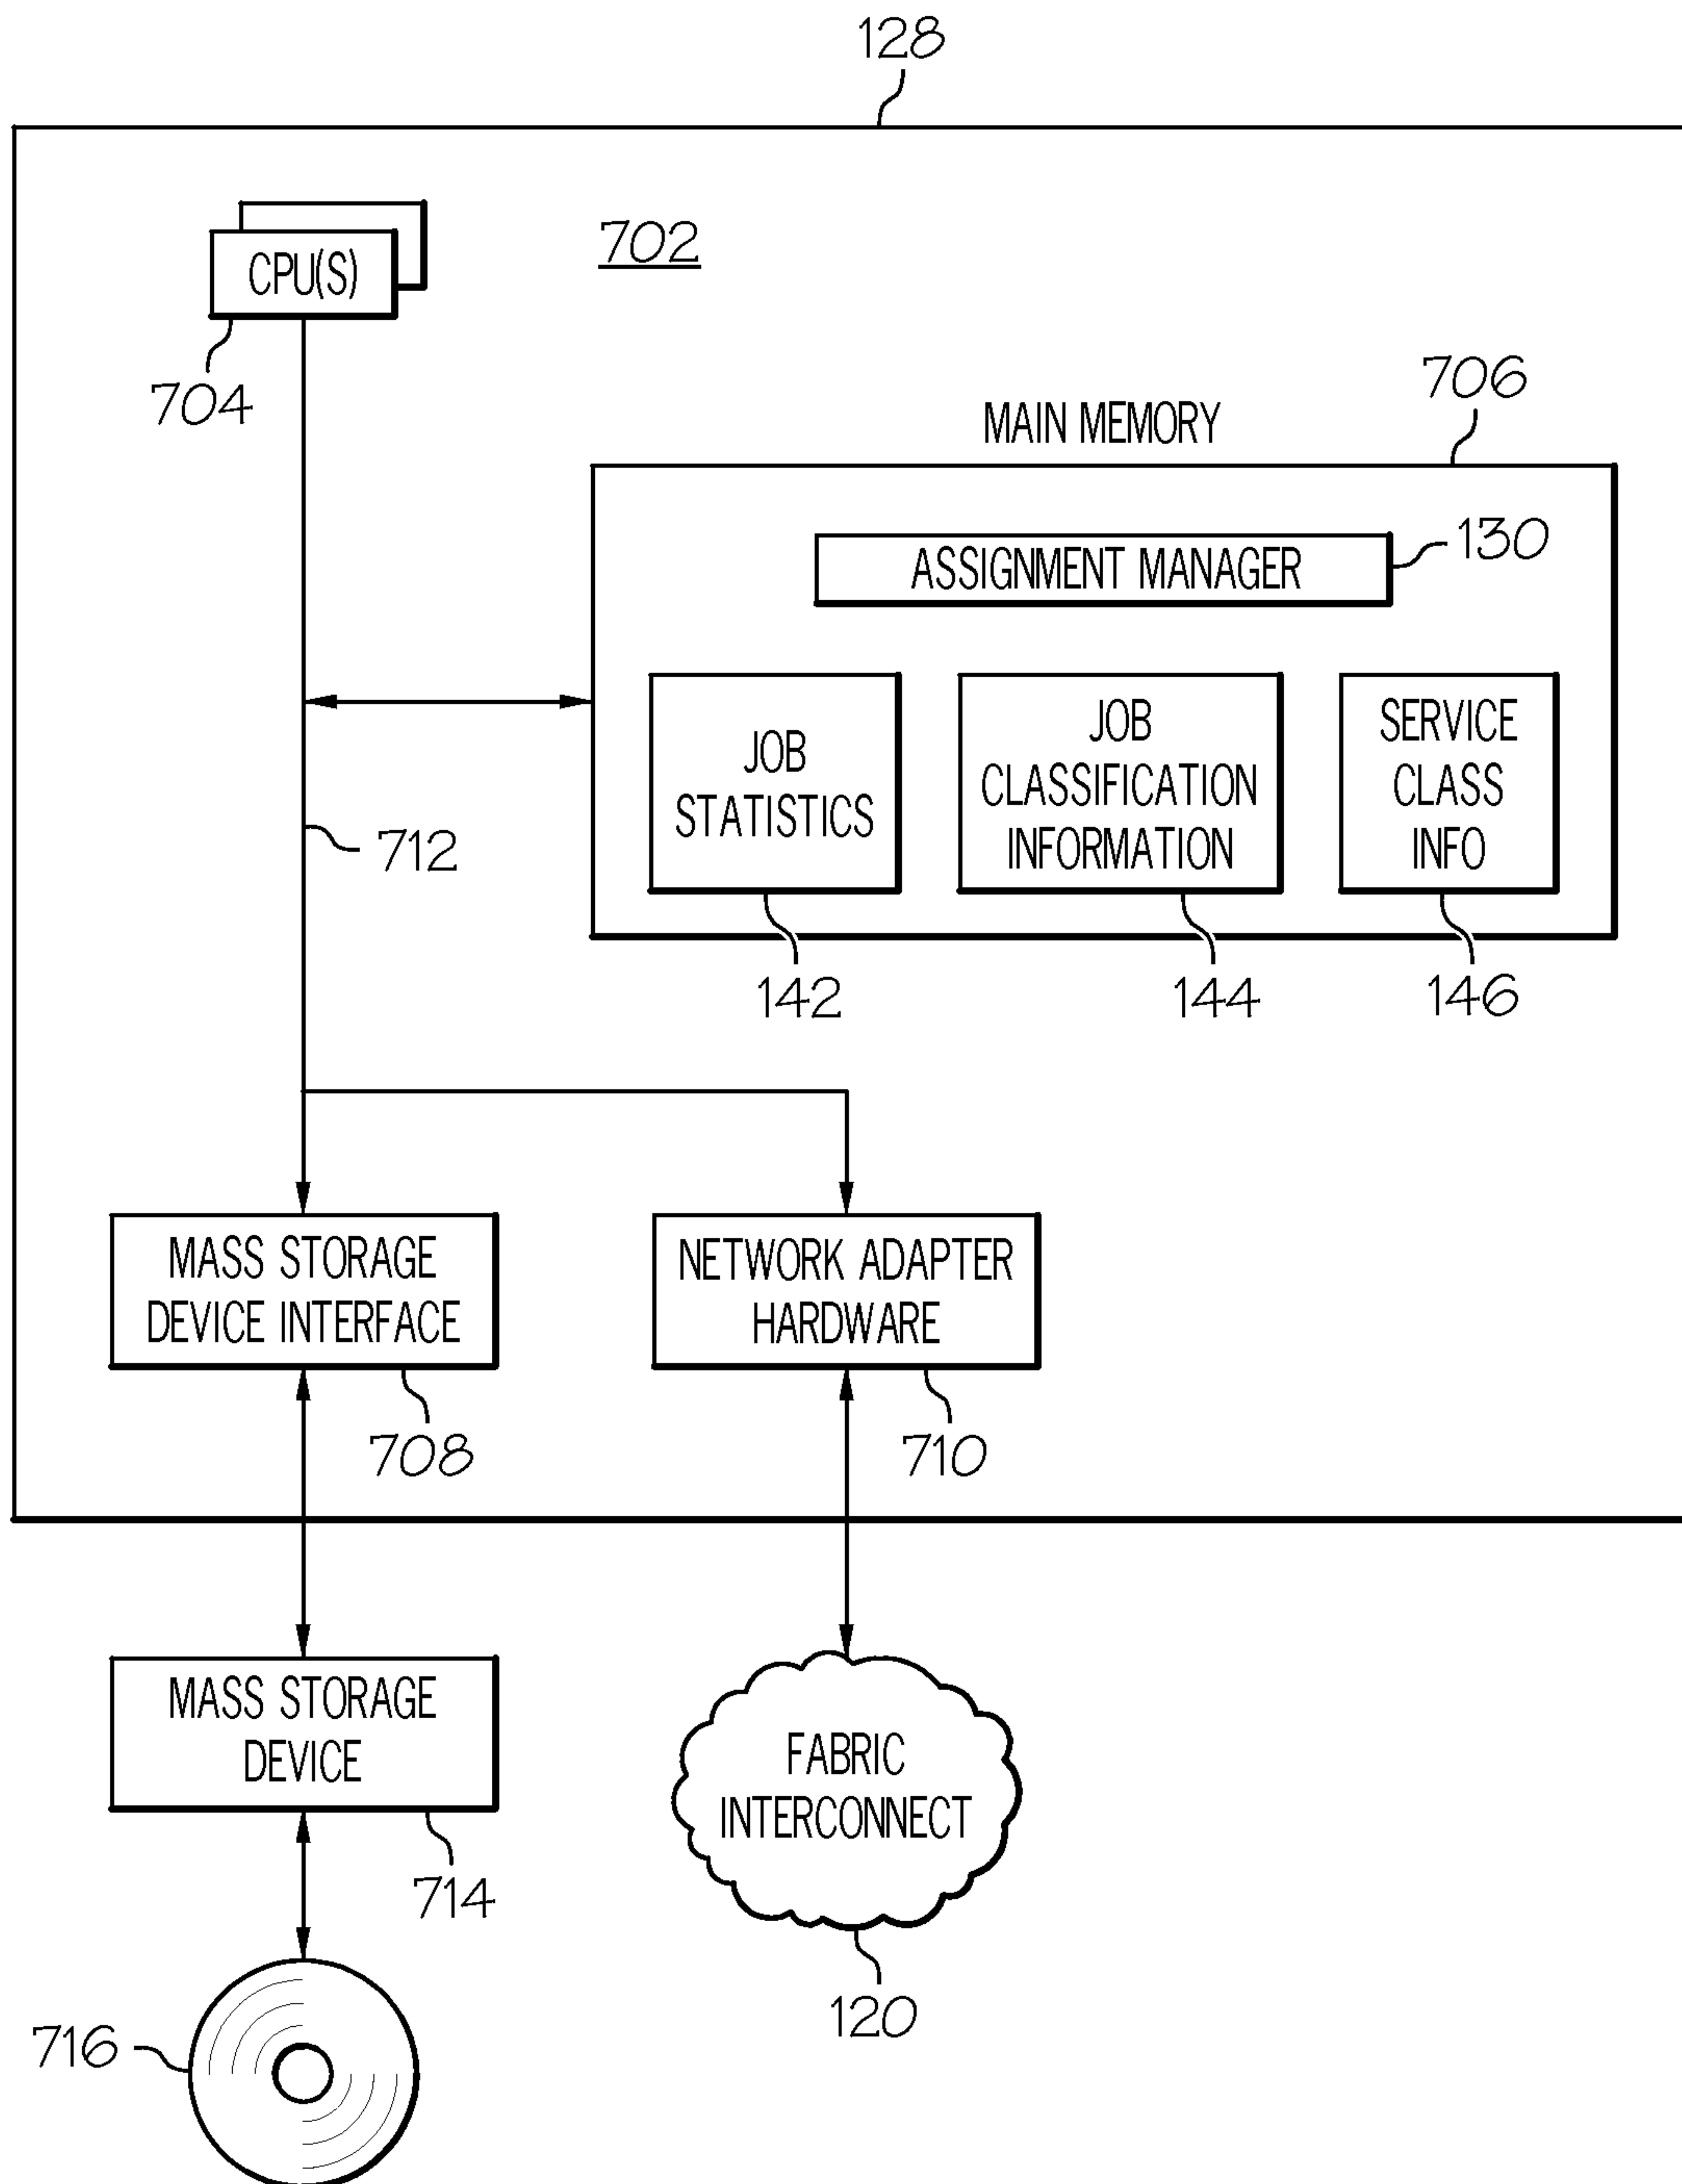 128
CPU(S)
702
704
706
MAIN MEMORY
ASSIGNMENT MANAGER
130
JOB
STATISTICS
JOB
CLASSIFICATION
INFORMATION
SERVICE
CLASS
INFO
712
142
144
146
MASS STORAGE
DEVICE INTERFACE
NETWORK ADAPTER
HARDWARE
708
710
MASS STORAGE
DEVICE
FABRIC
INTERCONNECT
714
120
716